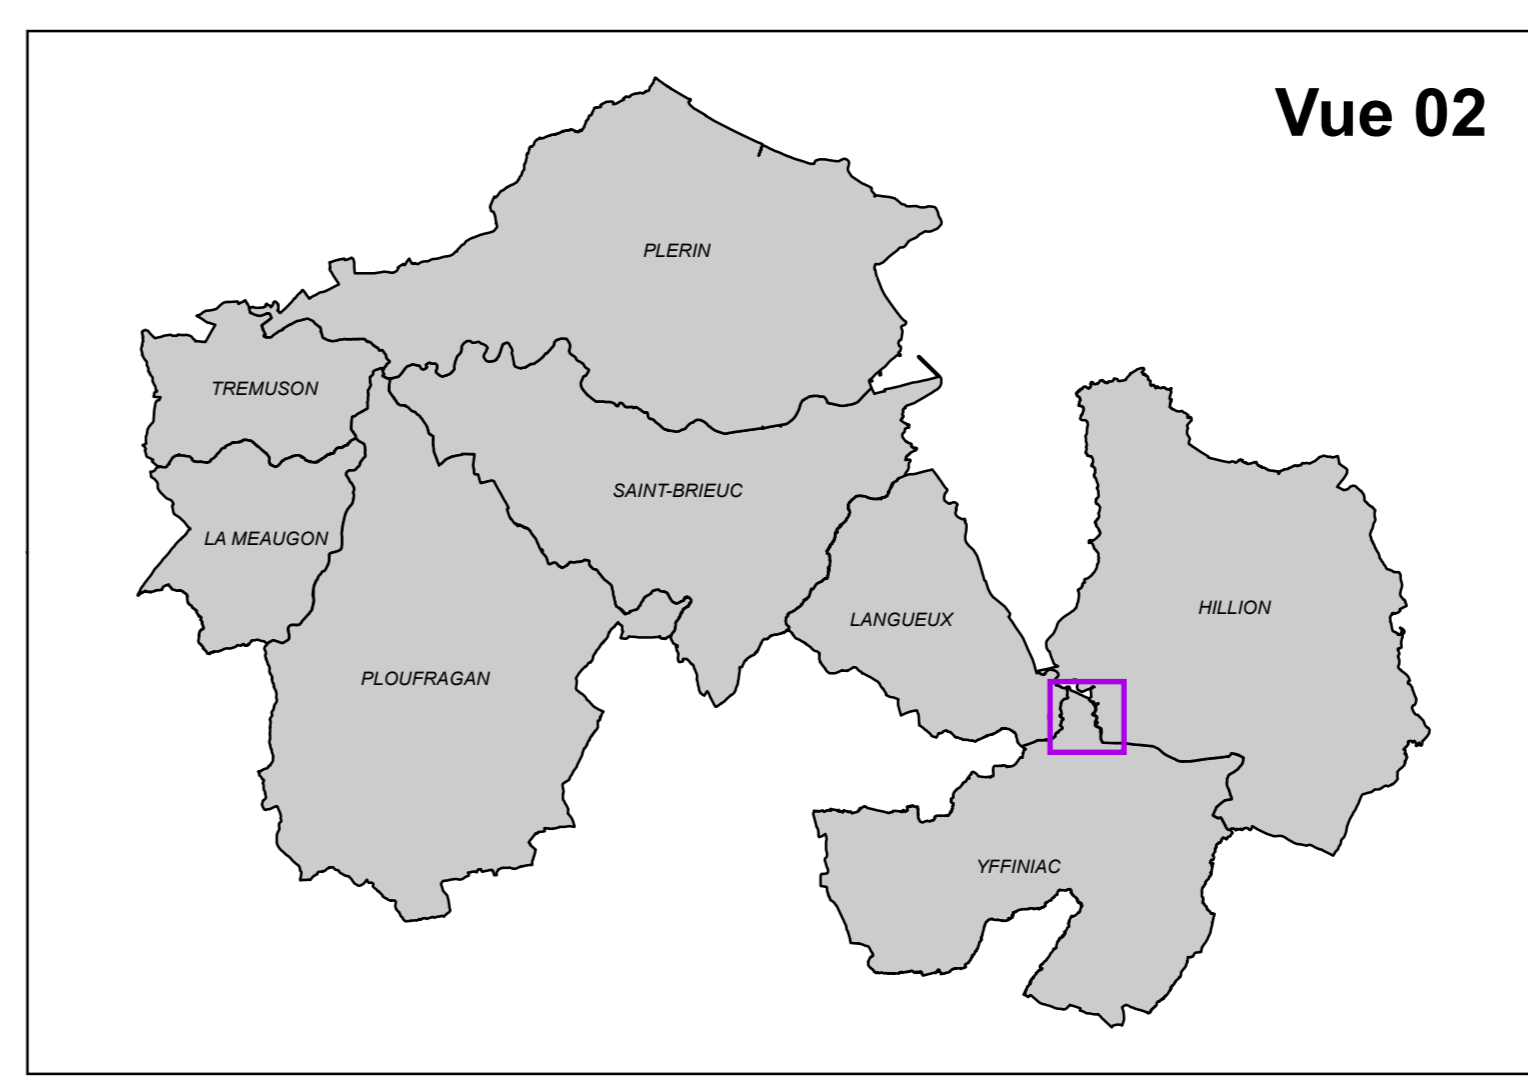 Vue 02
PLERIN
TREMUSON
SAINT-BRIEUC
LA MEAUGON
HILLION
LANGUEUX
PLOUFRAGAN
YFFINIAC